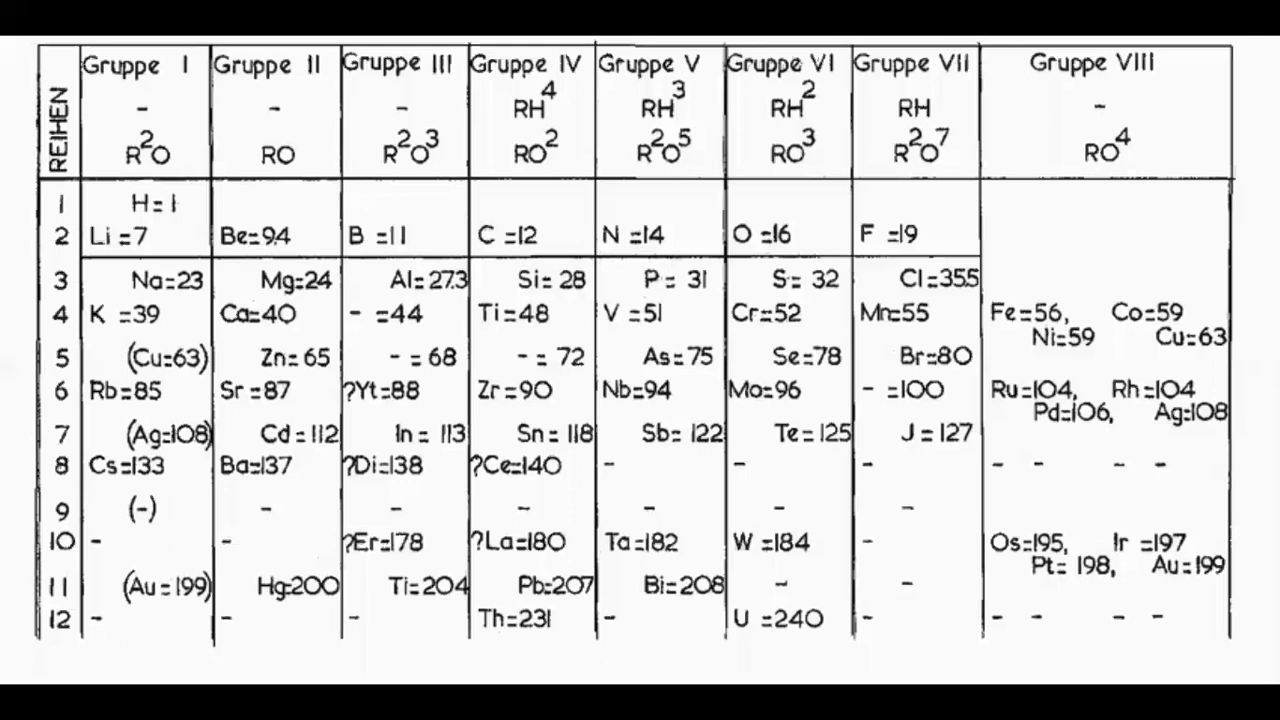 REIHEN Gruppe I Gruppe II Gruppe III Gruppe IV Gruppe V Gruppe VI Gruppe VII Gruppe VIII
- - - RH⁴ RH³ RH² RH -
R²O RO R²O³ RO² R²O⁵ RO³ R²O⁷ RO⁴
1 H=1
2 Li=7 Be=9.4 B=11 C=12 N=14 O=16 F=19
3 Na=23 Mg=24 Al=27.3 Si=28 P=31 S=32 Cl=35.5
4 K=39 Ca=40 - =44 Ti=48 V=51 Cr=52 Mn=55 Fe=56, Co=59
Ni=59 Cu=63
5 (Cu=63) Zn=65 - =68 - =72 As=75 Se=78 Br=80
6 Rb=85 Sr=87 ?Yt=88 Zr=90 Nb=94 Mo=96 - =100 Ru=104, Rh=104
Pd=106, Ag=108
7 (Ag=108) Cd=112 In=113 Sn=118 Sb=122 Te=125 J=127
8 Cs=133 Ba=137 ?Di=138 ?Ce=140 - - - - - - -
9 (-) - - - - - -
10 - - ?Er=178 ?La=180 Ta=182 W=184 - Os=195, Ir=197
Pt=198, Au=199
11 (Au=199) Hg=200 Ti=204 Pb=207 Bi=208 - -
12 - - - Th=231 - U=240 - - - - -